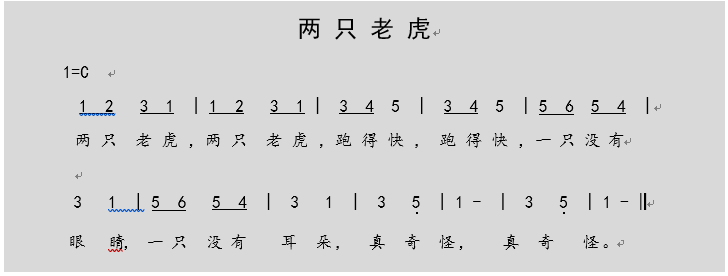 两只老虎
1=C
1 2 3 1 | 1 2 3 1 | 3 4 5 | 3 4 5 | 5 6 5 4 |
两只 老虎，两只 老虎，跑得快，跑得快，一只没有
3 1 | 5 6 5 4 | 3 1 | 3 5̣ | 1 - | 3 5̣ | 1 - ‖
眼 睛，一只 没有 耳 朵， 真 奇 怪， 真 奇 怪。